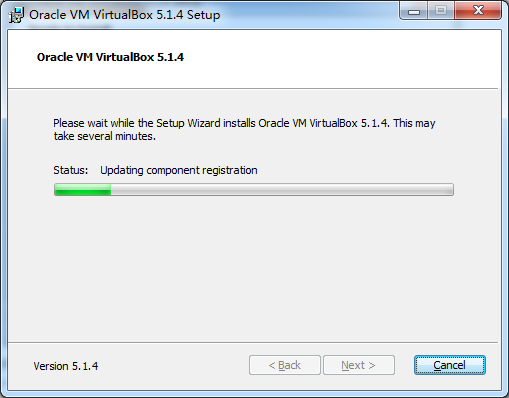 Oracle VM VirtualBox 5.1.4 Setup
Oracle VM VirtualBox 5.1.4
Please wait while the Setup Wizard installs Oracle VM VirtualBox 5.1.4. This may
take several minutes.
Status: Updating component registration
Version 5.1.4
< Back
Next >
Cancel